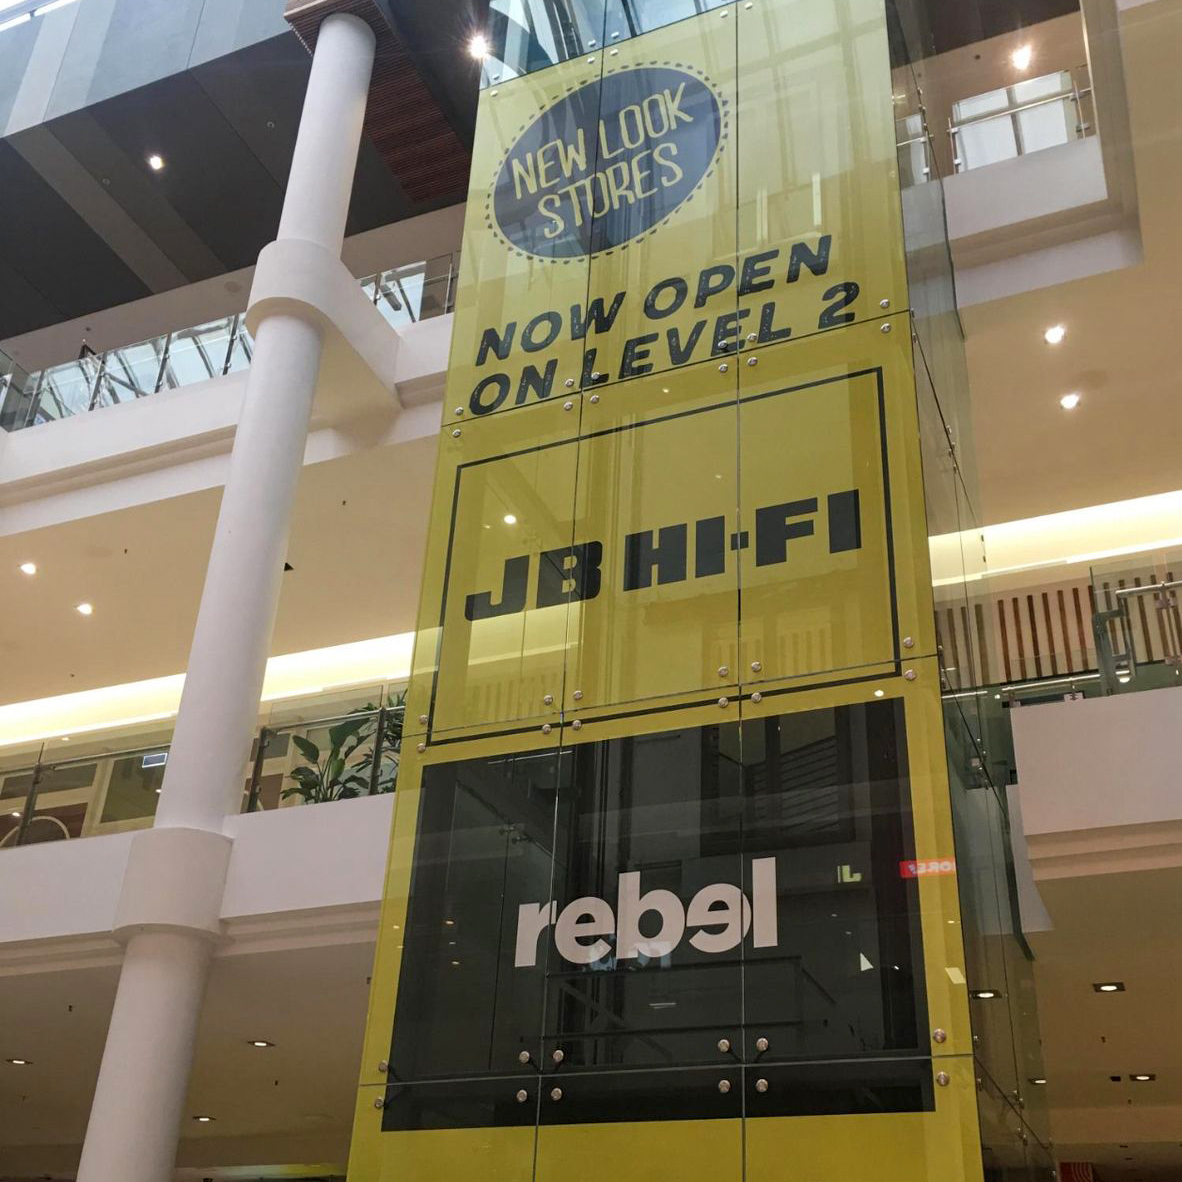 NEW LOOK
STORES
NOW OPEN
ON LEVEL 2
JB HI-FI
rebel